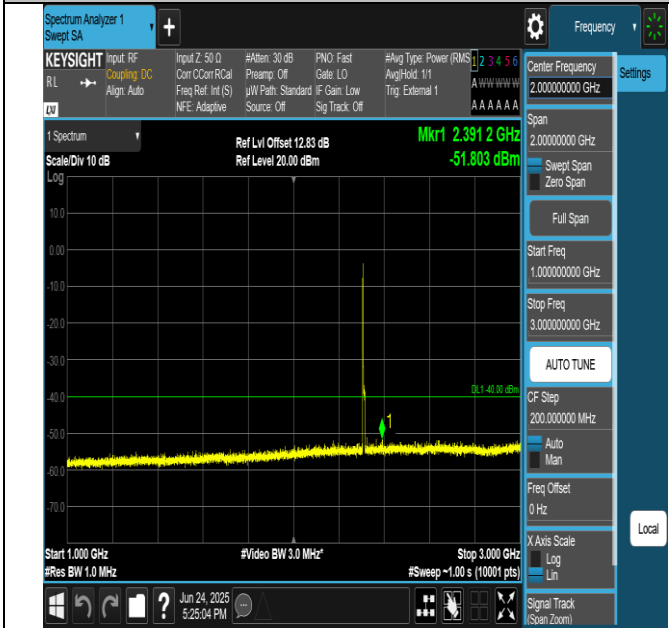 Spectrum Analyzer 1
Swept SA
+
Frequency
KEYSIGHT
RL
LXI
Input: RF
Coupling: DC
Align: Auto
Input Z: 50 Ω
Corr CCorr RCal
Freq Ref: Int (S)
NFE: Adaptive
#Atten: 30 dB
Preamp: Off
µW Path: Standard
Source: Off
PNO: Fast
Gate: LO
IF Gain: Low
Sig Track: Off
#Avg Type: Power (RMS
Avg|Hold: 1/1
Trig: External 1
1 2 3 4 5 6
A W W W W W
A A A A A A
1 Spectrum
Scale/Div 10 dB
Log
Ref Lvl Offset 12.83 dB
Ref Level 20.00 dBm
Mkr1 2.391 2 GHz
-51.803 dBm
10.0
0.00
-10.0
-20.0
-30.0
-40.0
-50.0
-60.0
-70.0
DL1 -40.00 dBm
1
Start 1.000 GHz
#Res BW 1.0 MHz
#Video BW 3.0 MHz*
Stop 3.000 GHz
#Sweep ~1.00 s (10001 pts)
?
Jun 24, 2025
5:25:04 PM
Center Frequency
2.00000000 GHz
Settings
Span
2.00000000 GHz
Swept Span
Zero Span
Full Span
Start Freq
1.000000000 GHz
Stop Freq
3.000000000 GHz
AUTO TUNE
CF Step
200.000000 MHz
Auto
Man
Freq Offset
0 Hz
X Axis Scale
Log
Lin
Local
Signal Track
(Span Zoom)